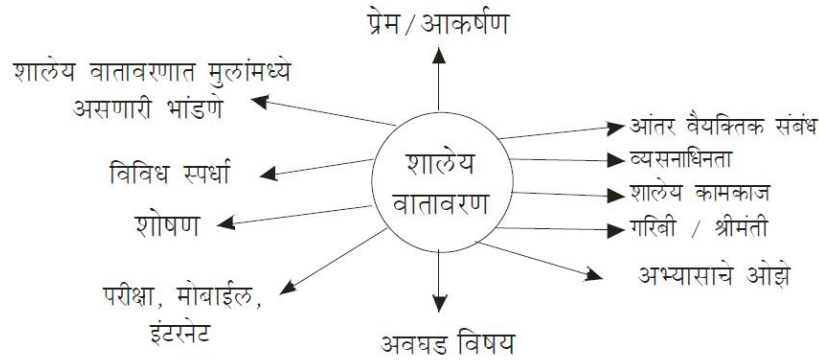 प्रेम/आकर्षण
शालेय वातावरणात मुलांमध्ये
असणारी भांडणे
विविध स्पर्धा
शोषण
परीक्षा, मोबाईल,
इंटरनेट
शालेय
वातावरण
आंतर वैयक्तिक संबंध
व्यसनाधिनता
शालेय कामकाज
गरिबी / श्रीमंती
अभ्यासाचे ओझे
अवघड विषय